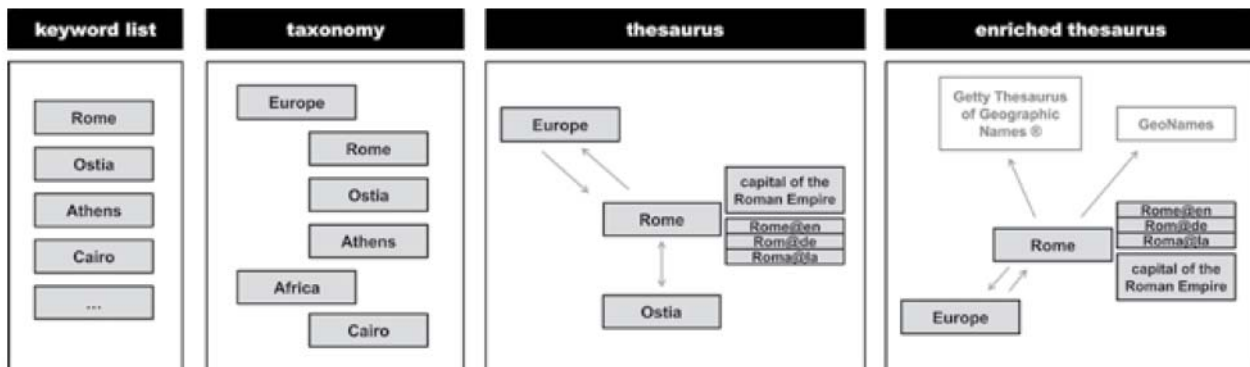 keyword list
Rome
Ostia
Athens
Cairo
...
taxonomy
Europe
Rome
Ostia
Athens
Africa
Cairo
thesaurus
Europe
capital of the
Roman Empire
Rome
Rome@en
Rom@de
Roma@la
Ostia
enriched thesaurus
Getty Thesaurus
of Geographic
Names ®
GeoNames
Rome@en
Rom@de
Roma@la
Rome
capital of the
Roman Empire
Europe